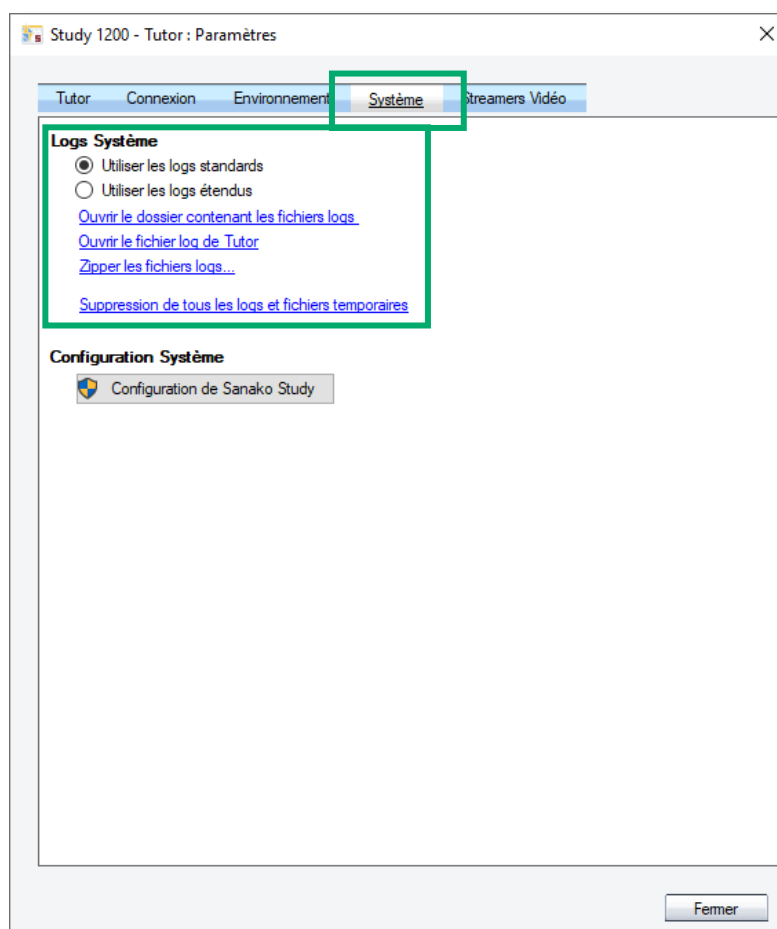 Study 1200 - Tutor : Paramètres
Tutor Connexion Environnement Système Streamers Vidéo
Logs Système
Utiliser les logs standards
Utiliser les logs étendus
Ouvrir le dossier contenant les fichiers logs
Ouvrir le fichier log de Tutor
Zipper les fichiers logs...
Suppression de tous les logs et fichiers temporaires
Configuration Système
Configuration de Sanako Study
Fermer